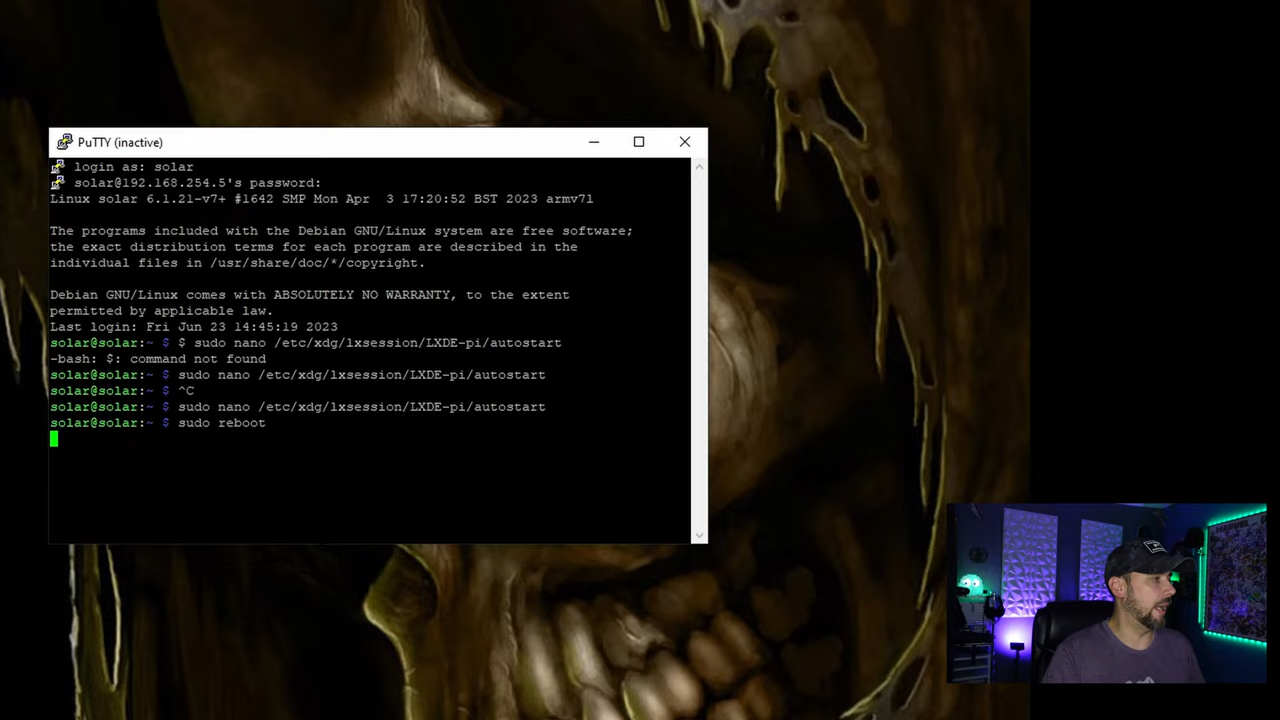 PuTTY (inactive)
login as: solar
solar@192.168.254.5's password:
Linux solar 6.1.21-v7+ #1642 SMP Mon Apr  3 17:20:52 BST 2023 armv7l
The programs included with the Debian GNU/Linux system are free software;
the exact distribution terms for each program are described in the
individual files in /usr/share/doc/*/copyright.
Debian GNU/Linux comes with ABSOLUTELY NO WARRANTY, to the extent
permitted by applicable law.
Last login: Fri Jun 23 14:45:19 2023
solar@solar:~ $ $ sudo nano /etc/xdg/lxsession/LXDE-pi/autostart
-bash: $: command not found
solar@solar:~ $ sudo nano /etc/xdg/lxsession/LXDE-pi/autostart
solar@solar:~ $ ^C
solar@solar:~ $ sudo nano /etc/xdg/lxsession/LXDE-pi/autostart
solar@solar:~ $ sudo reboot